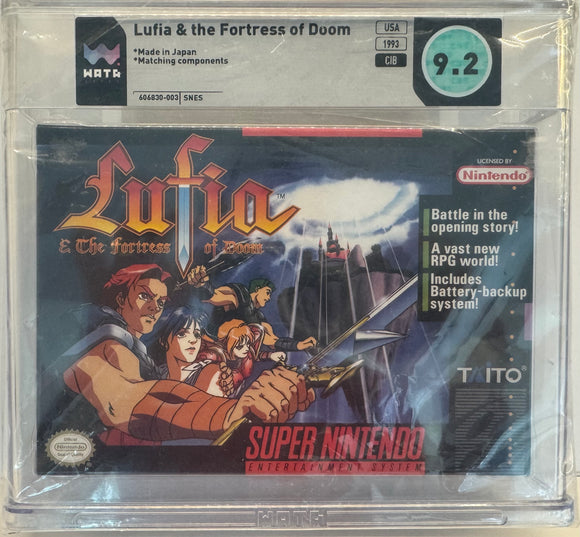 WATA
Lufia & the Fortress of Doom
*Made in Japan
*Matching components
606830-003 SNES
USA
1993
CIB
9.2
Lufia TM
& The Fortress of Doom
LICENSED BY
Nintendo
Battle in the
opening story!
A vast new
RPG world!
Includes
Battery-backup
system!
TAITO
Official
Nintendo
Seal of Quality
SUPER NINTENDO
ENTERTAINMENT SYSTEM
WATA